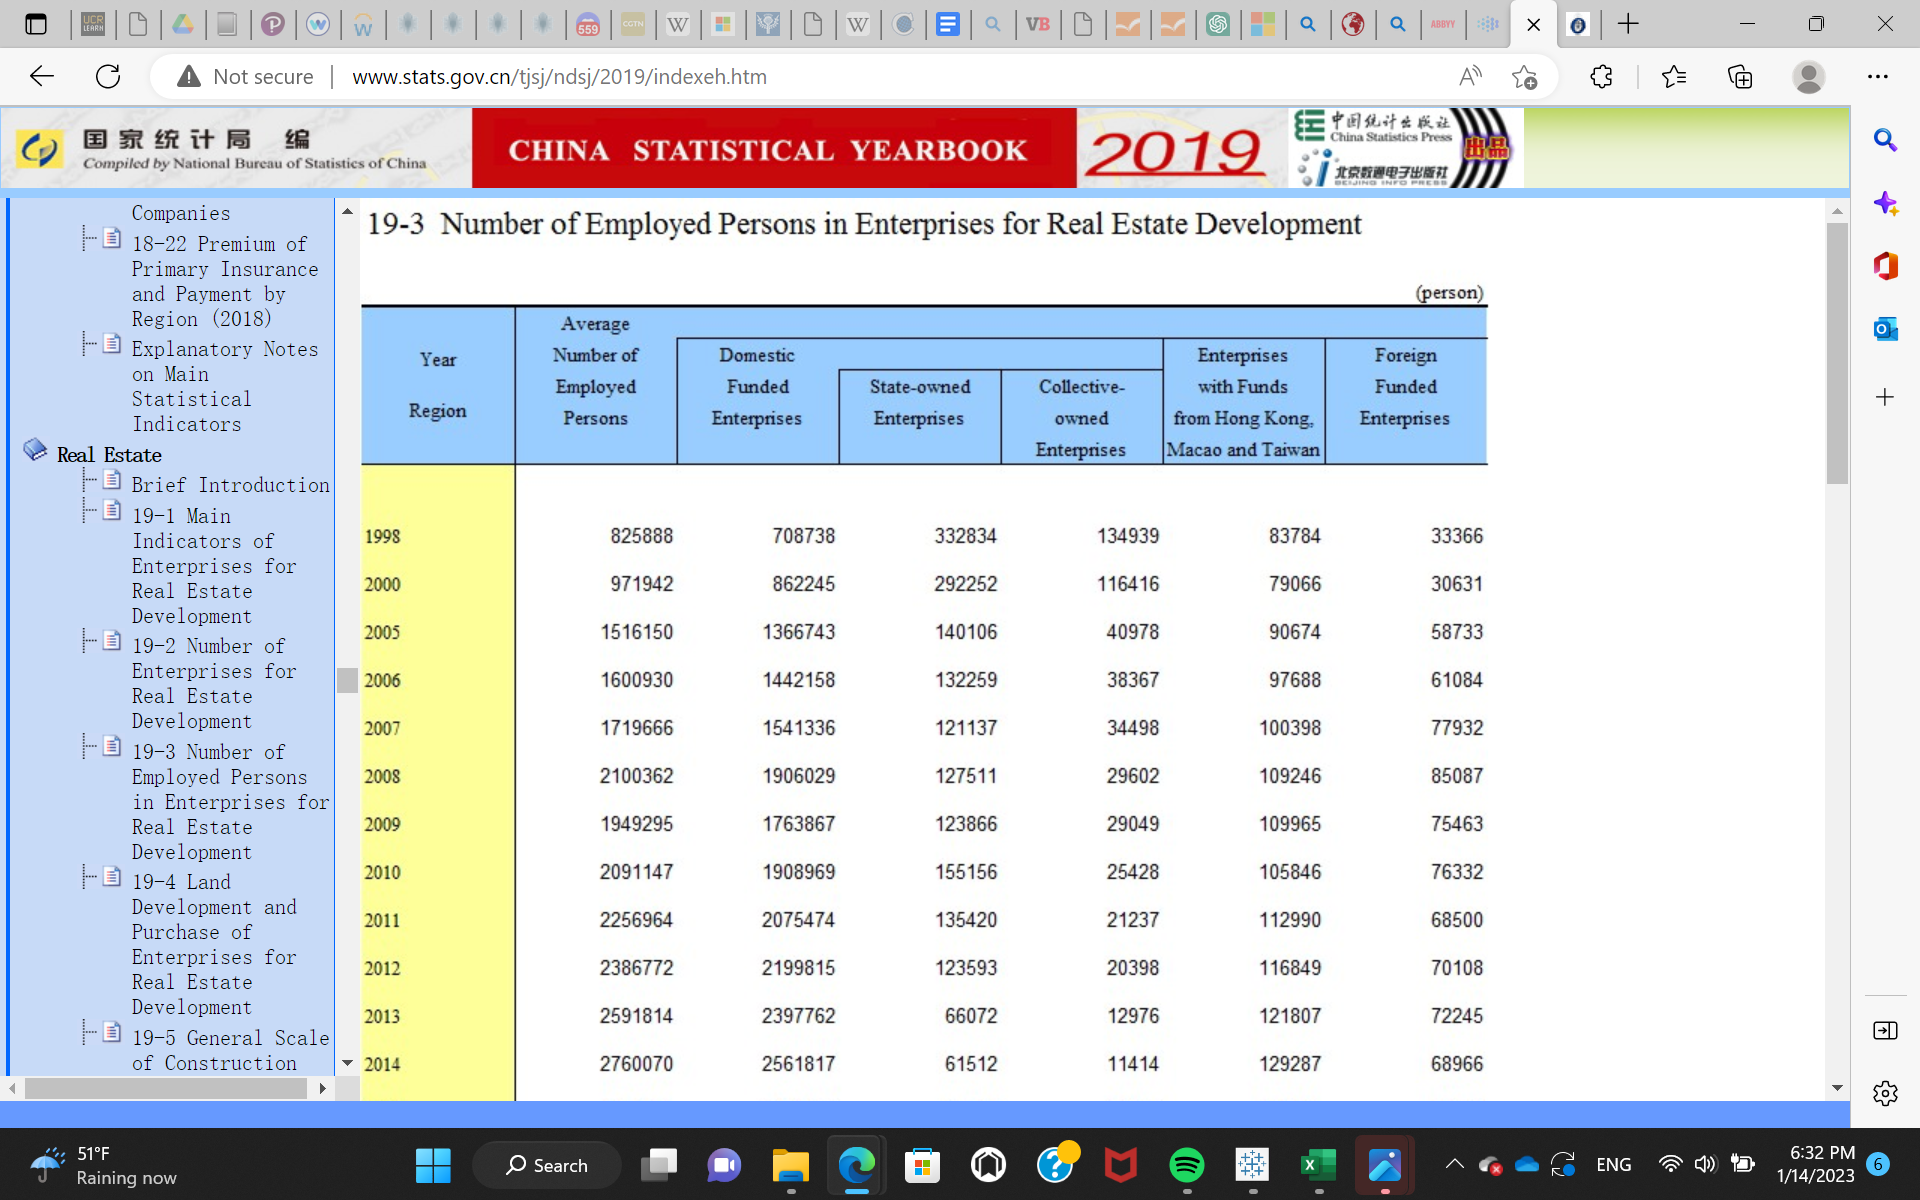 559
CCTV
UCR
LEARN
VB
ABBYY
Not secure
www.stats.gov.cn/tjsj/ndsj/2019/indexeh.htm
国家统计局 编
Compiled by National Bureau of Statistics of China
CHINA STATISTICAL YEARBOOK
2019
中国统计出版社
China Statistics Press
北京数通电子出版社
BEIJING INFO PRESS
出品
Companies
18-22 Premium of
Primary Insurance
and Payment by
Region (2018)
Explanatory Notes
on Main
Statistical
Indicators
Real Estate
Brief Introduction
19-1 Main
Indicators of
Enterprises for
Real Estate
Development
19-2 Number of
Enterprises for
Real Estate
Development
19-3 Number of
Employed Persons
in Enterprises for
Real Estate
Development
19-4 Land
Development and
Purchase of
Enterprises for
Real Estate
Development
19-5 General Scale
of Construction
19-3 Number of Employed Persons in Enterprises for Real Estate Development
(person)
Year
Region
Average
Number of
Employed
Persons
Domestic
Funded
Enterprises
State-owned
Enterprises
Collective-
owned
Enterprises
Enterprises
with Funds
from Hong Kong,
Macao and Taiwan
Foreign
Funded
Enterprises
1998 825888 708738 332834 134939 83784 33366
2000 971942 862245 292252 116416 79066 30631
2005 1516150 1366743 140106 40978 90674 58733
2006 1600930 1442158 132259 38367 97688 61084
2007 1719666 1541336 121137 34498 100398 77932
2008 2100362 1906029 127511 29602 109246 85087
2009 1949295 1763867 123866 29049 109965 75463
2010 2091147 1908969 155156 25428 105846 76332
2011 2256964 2075474 135420 21237 112990 68500
2012 2386772 2199815 123593 20398 116849 70108
2013 2591814 2397762 66072 12976 121807 72245
2014 2760070 2561817 61512 11414 129287 68966
51°F
Raining now
Search
ENG
6:32 PM
1/14/2023
6